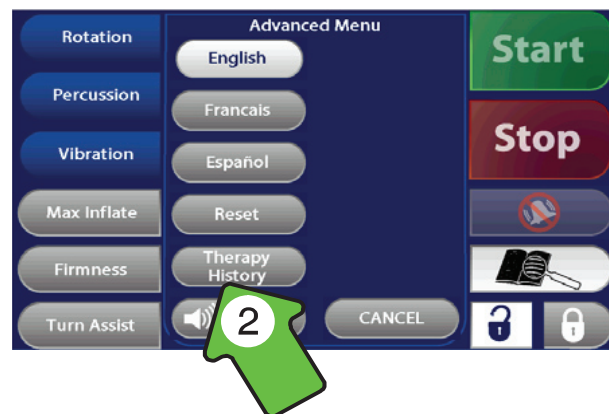 Advanced Menu
Rotation
Percussion
Vibration
Max Inflate
Firmness
Turn Assist
English
Francais
Español
Reset
Therapy
History
CANCEL
Start
Stop
2